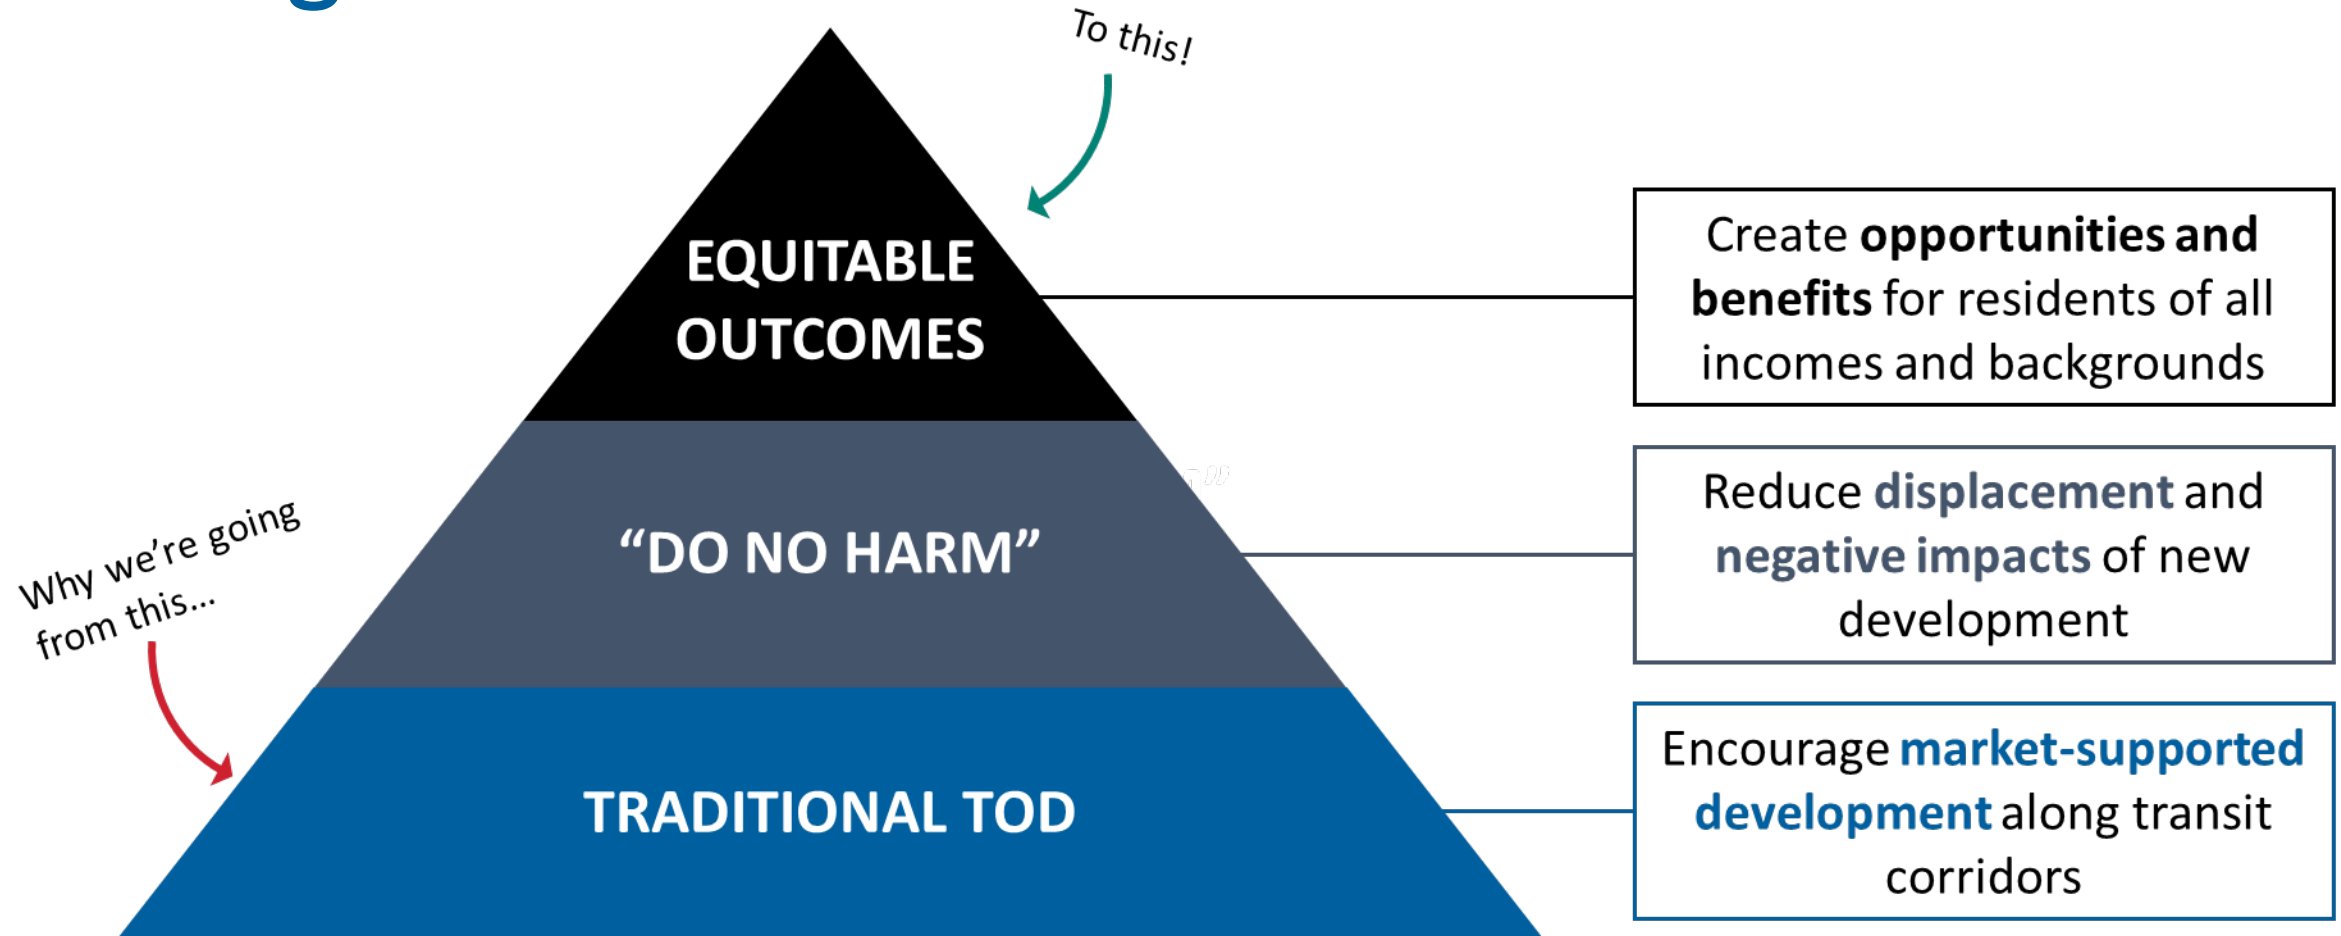 To this!
EQUITABLE
OUTCOMES
Create opportunities and
benefits for residents of all
incomes and backgrounds
Why we're going
from this...
“DO NO HARM”
Reduce displacement and
negative impacts of new
development
TRADITIONAL TOD
Encourage market-supported
development along transit
corridors